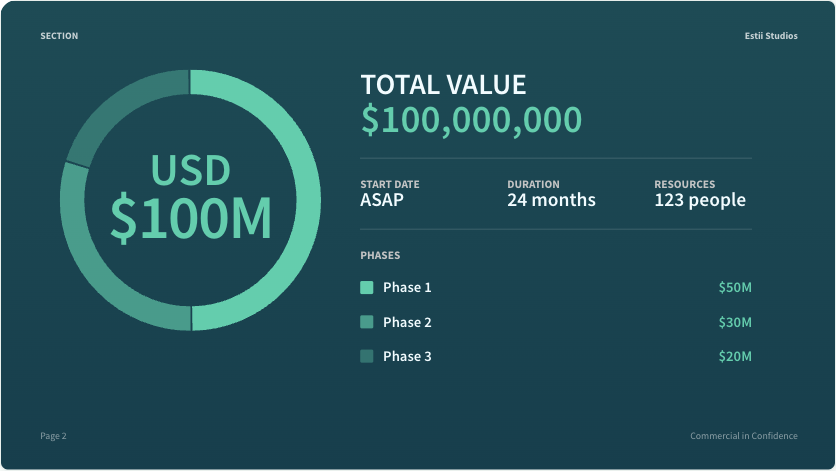 SECTION
Estii Studios
USD
$100M
TOTAL VALUE
$100,000,000
START DATE
ASAP
DURATION
24 months
RESOURCES
123 people
PHASES
Phase 1 $50M
Phase 2 $30M
Phase 3 $20M
Page 2
Commercial in Confidence